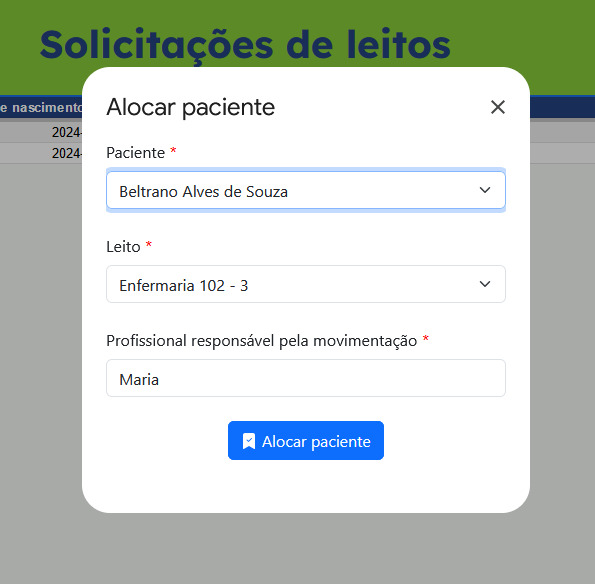 Solicitações de leitos
e nascimento
2024-
2024-
Alocar paciente
Paciente *
Beltrano Alves de Souza
Leito *
Enfermaria 102 - 3
Profissional responsável pela movimentação *
Maria
Alocar paciente